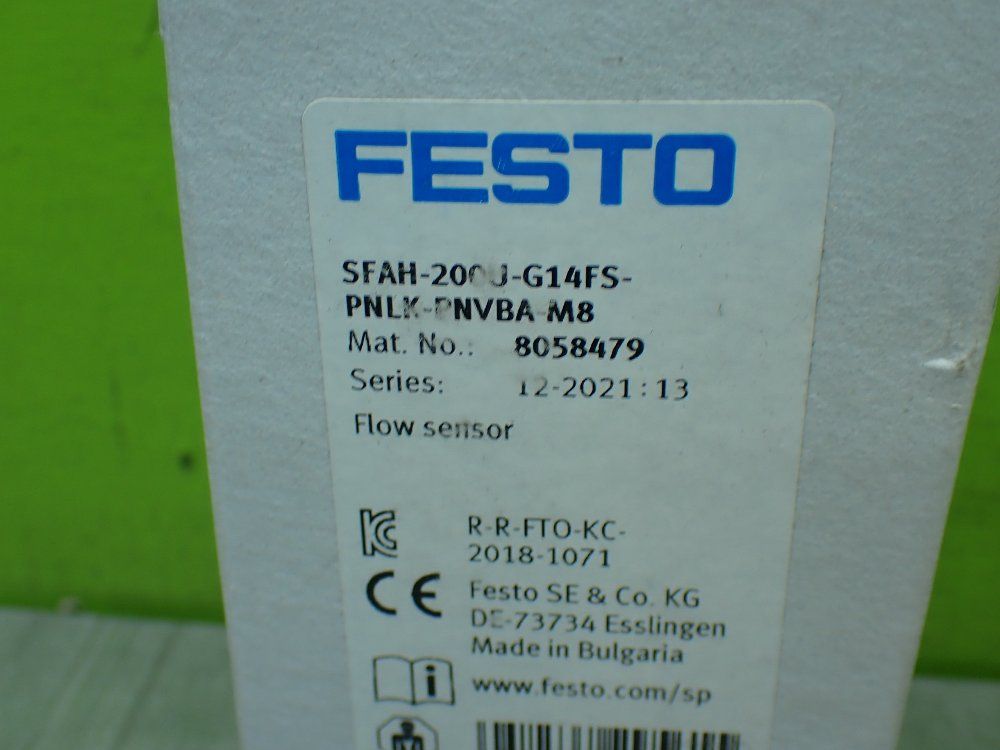 FESTO
SFAH-200U-G14FS-
PNLK-PNVBA-M8
Mat. No.: 8058479
Series: 12-2021:13
Flow sensor
R-R-FTO-KC-
2018-1071
CE Festo SE & Co. KG
DE-73734 Esslingen
Made in Bulgaria
www.festo.com/sp